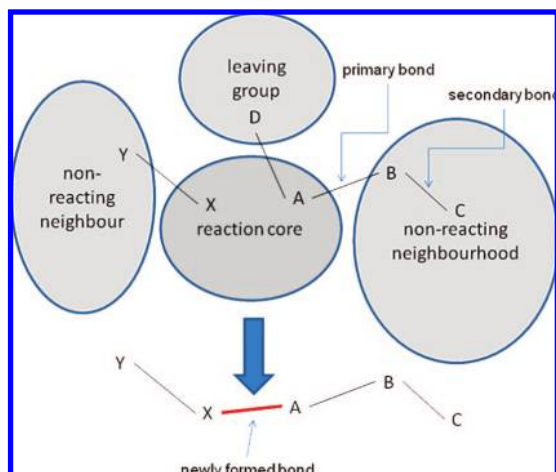 leaving
group
D
primary bond
secondary bond
Y
non-
reacting
neighbour
X
A
reaction core
B
C
non-reacting
neighbourhood
Y
X
A
B
C
newly formed bond